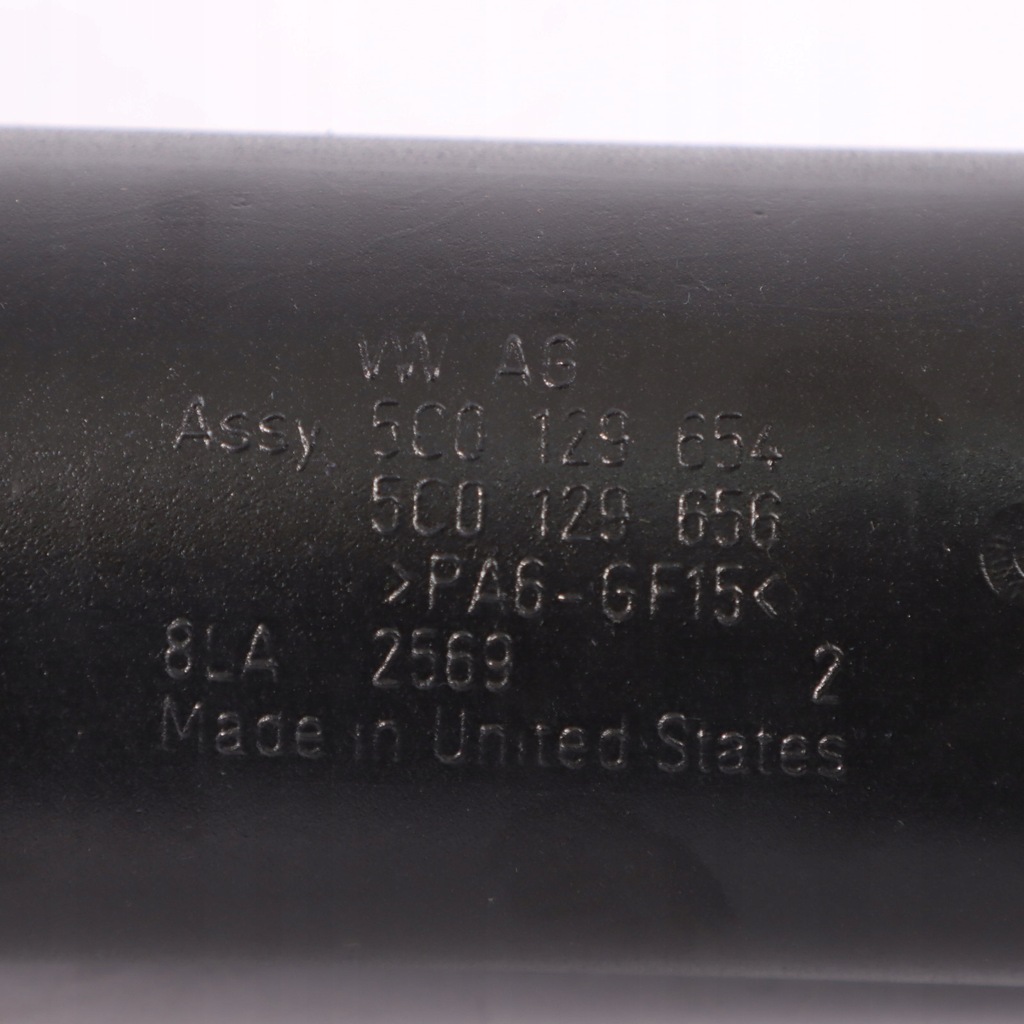 VW AG
Assy. 5C0 129 654
5C0 129 656
>PA6-GF15<
8LA 2569 2
Made in United States